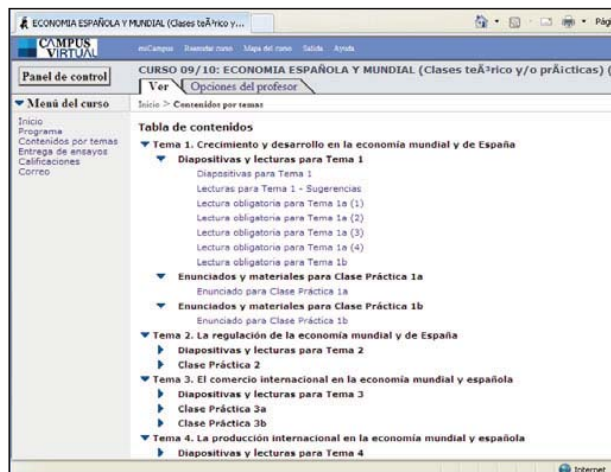 ECONOMIA ESPAÑOLA Y MUNDIAL (Clases teÃ³rico y...
Pági
CAMPUS VIRTUAL
miCampus Reanudar curso Mapa del curso Salida Ayuda
Panel de control
CURSO 09/10: ECONOMIA ESPAÑOLA Y MUNDIAL (Clases teÃ³rico y/o prÃ¡cticas) (
Ver Opciones del profesor
Menú del curso
Inicio > Contenidos por temas
Inicio
Programa
Contenidos por temas
Entrega de ensayos
Calificaciones
Correo
Tabla de contenidos
Tema 1. Crecimiento y desarrollo en la economía mundial y de España
Diapositivas y lecturas para Tema 1
Diapositivas para Tema 1
Lecturas para Tema 1 - Sugerencias
Lectura obligatoria para Tema 1a (1)
Lectura obligatoria para Tema 1a (2)
Lectura obligatoria para Tema 1a (3)
Lectura obligatoria para Tema 1a (4)
Lectura obligatoria para Tema 1b
Enunciados y materiales para Clase Práctica 1a
Enunciado para Clase Práctica 1a
Enunciados y materiales para Clase Práctica 1b
Enunciado para Clase Práctica 1b
Tema 2. La regulación de la economía mundial y de España
Diapositivas y lecturas para Tema 2
Clase Práctica 2
Tema 3. El comercio internacional en la economía mundial y española
Diapositivas y lecturas para Tema 3
Clase Práctica 3a
Clase Práctica 3b
Tema 4. La producción internacional en la economía mundial y española
Diapositivas y lecturas para Tema 4
Internet